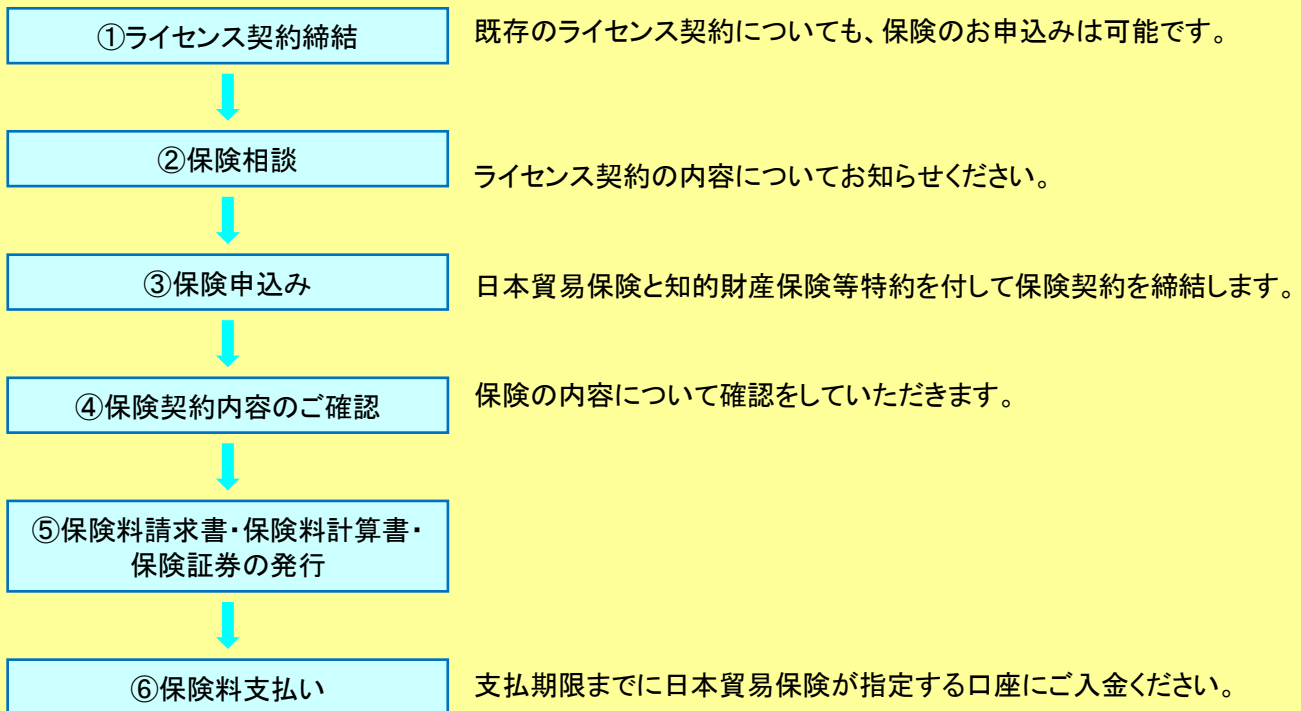 ①ライセンス契約締結
既存のライセンス契約についても、保険のお申込みは可能です。
②保険相談
ライセンス契約の内容についてお知らせください。
③保険申込み
日本貿易保険と知的財産保険等特約を付して保険契約を締結します。
④保険契約内容のご確認
保険の内容について確認をしていただきます。
⑤保険料請求書・保険料計算書・
保険証券の発行
⑥保険料支払い
支払期限までに日本貿易保険が指定する口座にご入金ください。